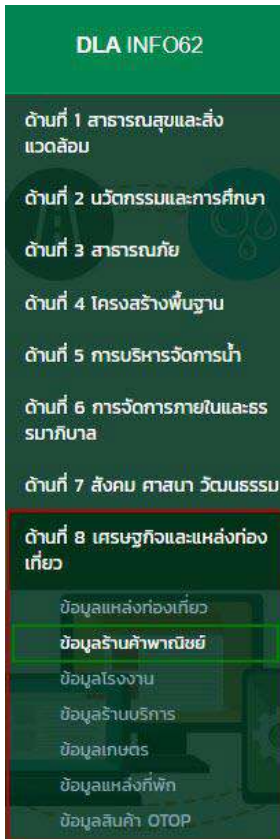 DLA INFO62
ด้านที่ 1 สาธารณสุขและสิ่ง
แวดล้อม
ด้านที่ 2 นวัตกรรมและการศึกษา
ด้านที่ 3 สาธารณภัย
ด้านที่ 4 โครงสร้างพื้นฐาน
ด้านที่ 5 การบริหารจัดการน้ำ
ด้านที่ 6 การจัดการภายในและธร
รมาภิบาล
ด้านที่ 7 สังคม ศาสนา วัฒนธรรม
ด้านที่ 8 เศรษฐกิจและแหล่งท่อง
เที่ยว
ข้อมูลแหล่งท่องเที่ยว
ข้อมูลร้านค้าพาณิชย์
ข้อมูลโรงงาน
ข้อมูลร้านบริการ
ข้อมูลเกษตร
ข้อมูลแหล่งที่พัก
ข้อมูลสินค้า OTOP